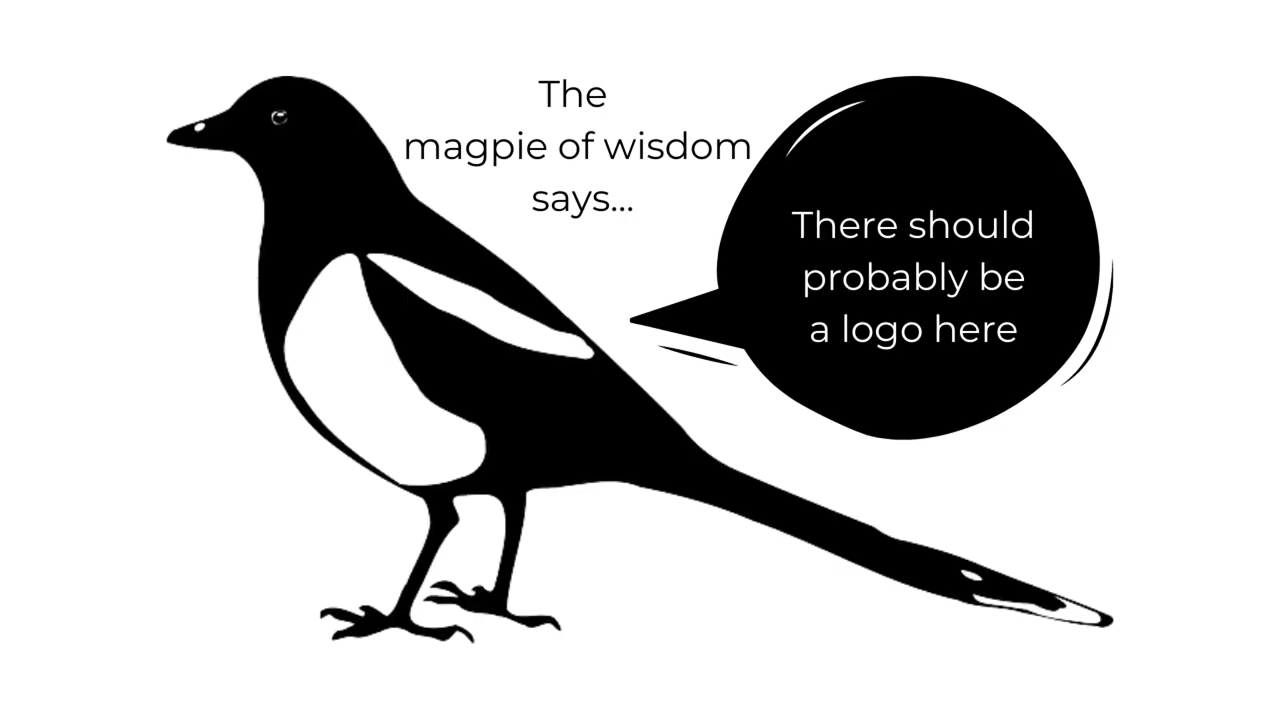 The
magpie of wisdom
says...
There should
probably be
a logo here